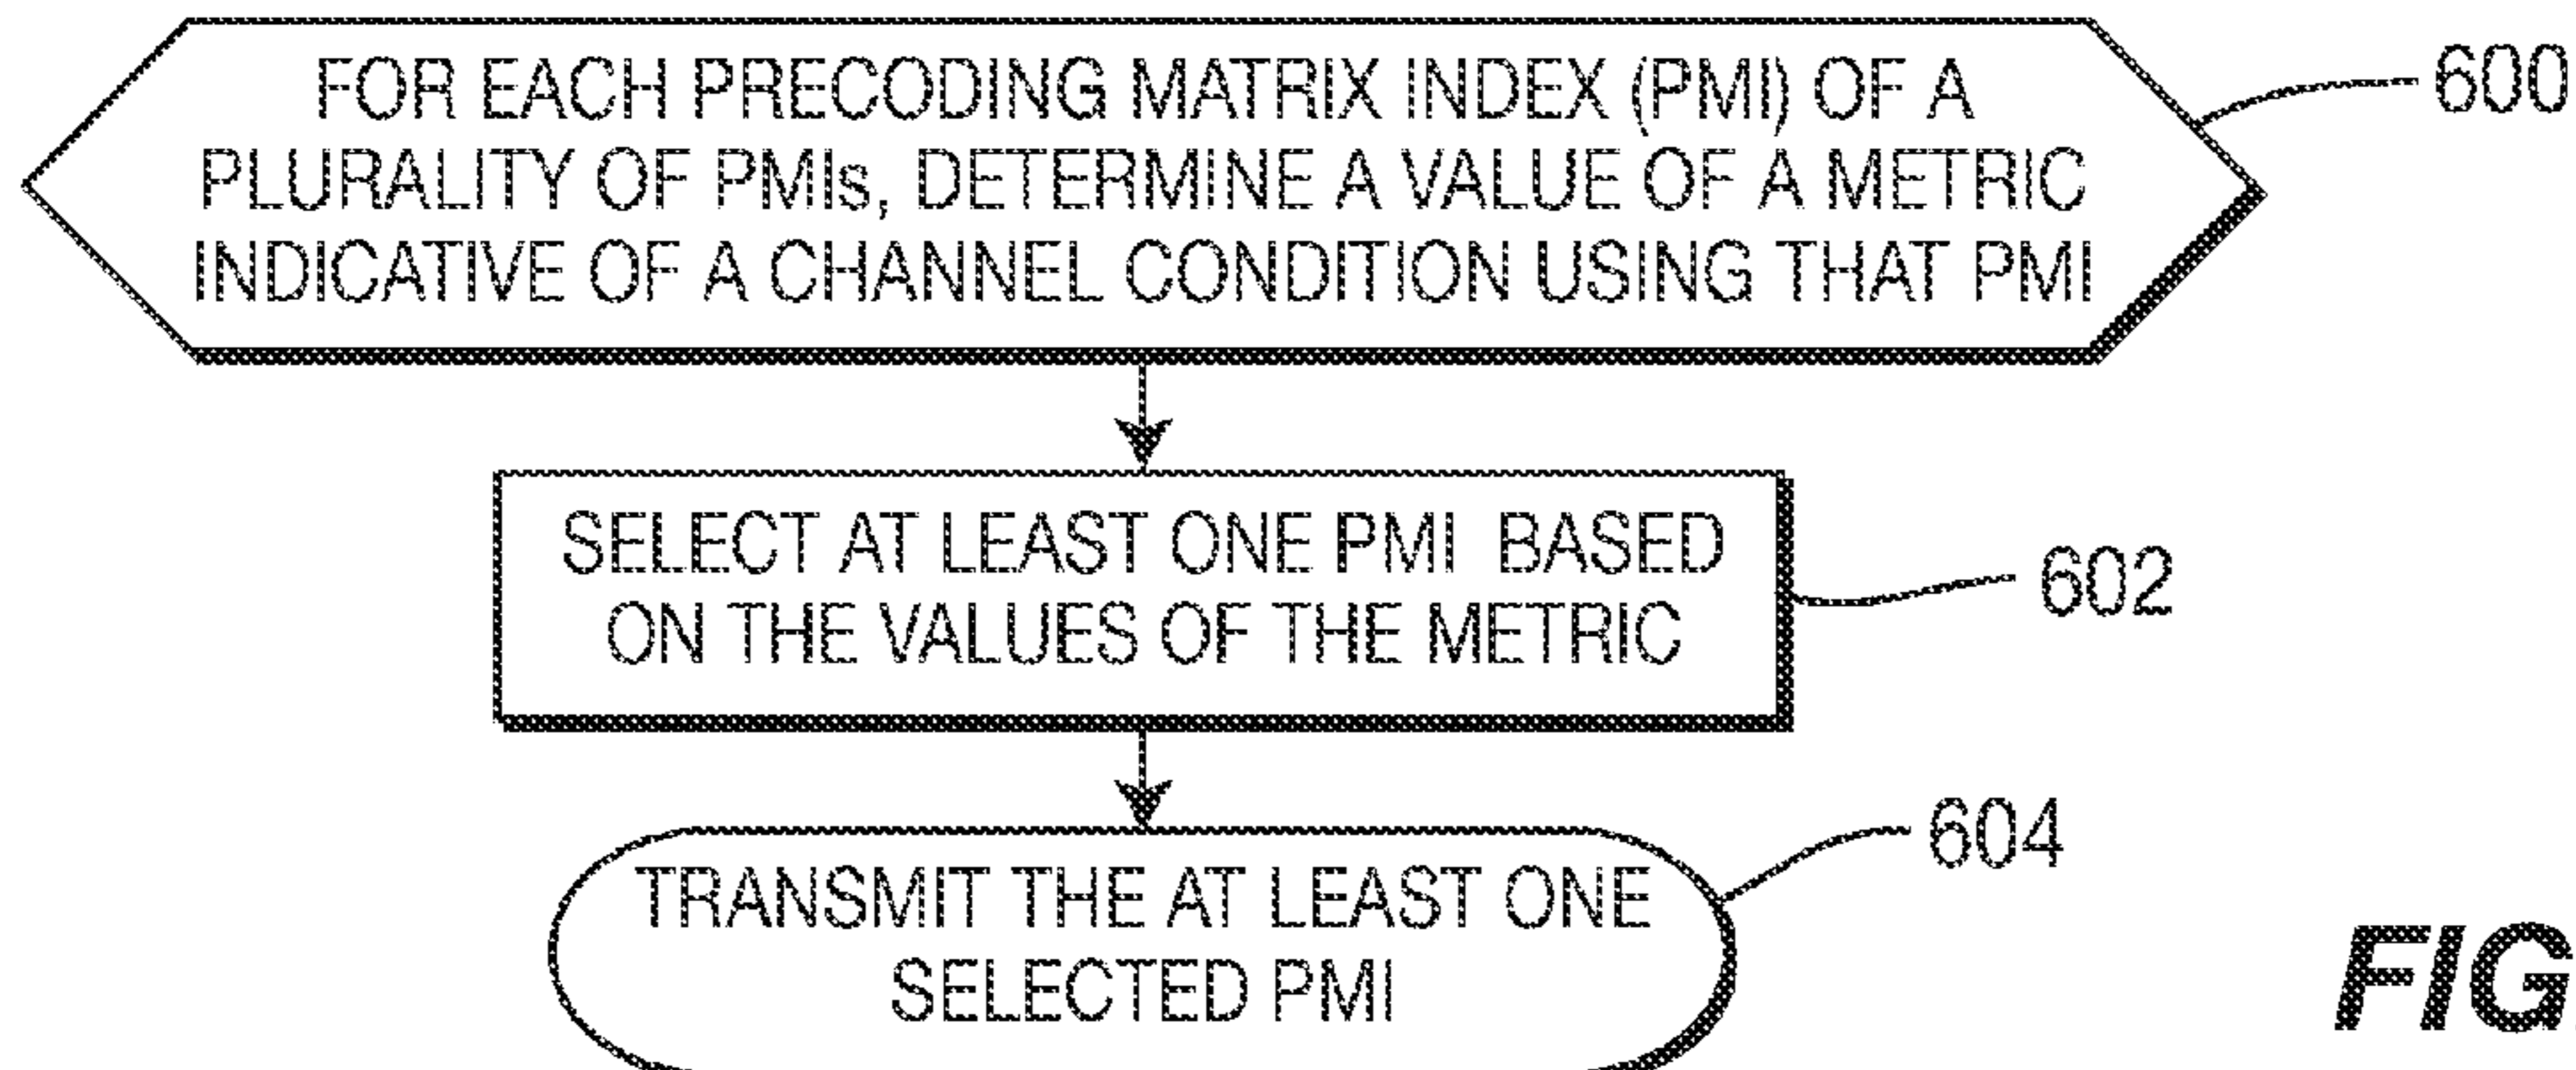 FOR EACH PRECODING MATRIX INDEX (PMI) OF A
PLURALITY OF PMIs, DETERMINE A VALUE OF A METRIC
INDICATIVE OF A CHANNEL CONDITION USING THAT PMI
600
SELECT AT LEAST ONE PMI BASED
ON THE VALUES OF THE METRIC
602
TRANSMIT THE AT LEAST ONE
SELECTED PMI
604
FIG.